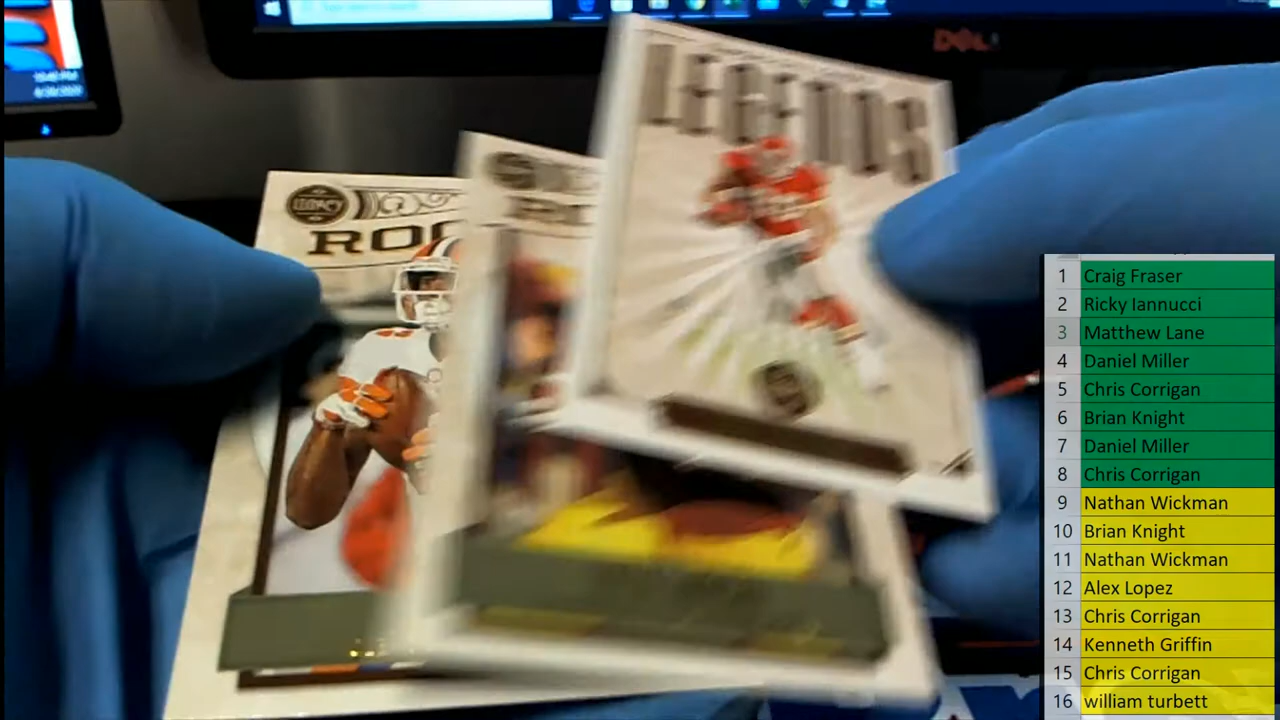 DELL
LEGENDS
LEGACY
ROO
1 Craig Fraser
2 Ricky Iannucci
3 Matthew Lane
4 Daniel Miller
5 Chris Corrigan
6 Brian Knight
7 Daniel Miller
8 Chris Corrigan
9 Nathan Wickman
10 Brian Knight
11 Nathan Wickman
12 Alex Lopez
13 Chris Corrigan
14 Kenneth Griffin
15 Chris Corrigan
16 william turbett